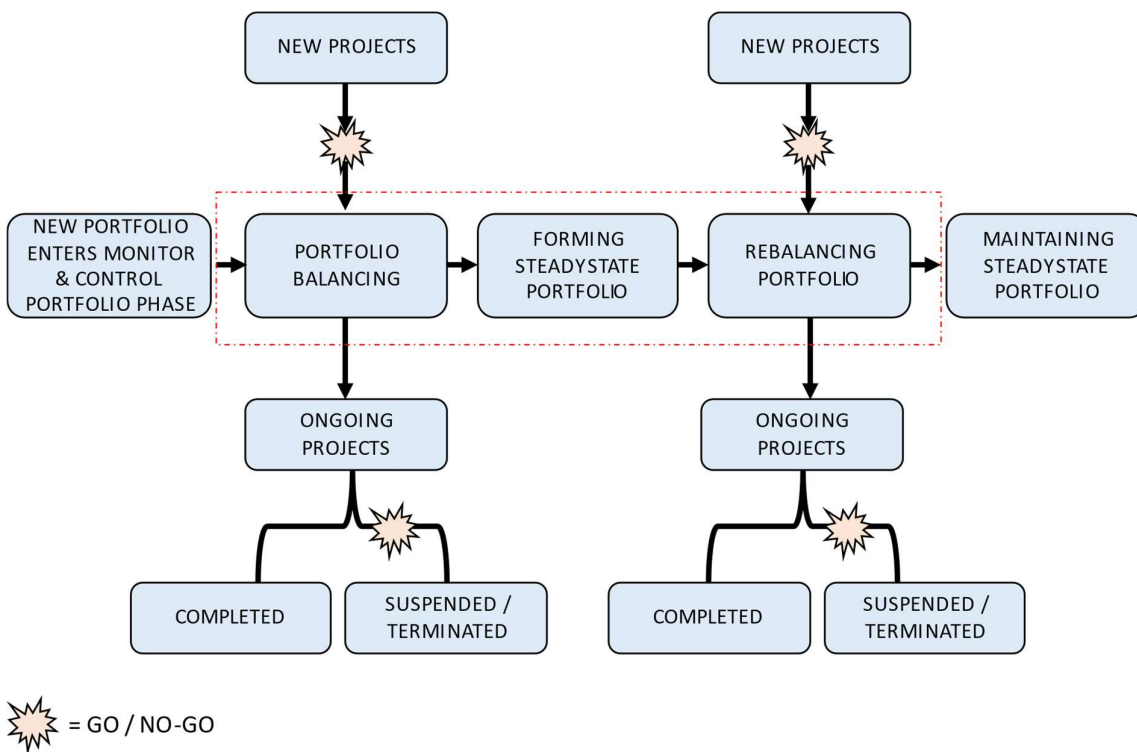 NEW PROJECTS
NEW PROJECTS
NEW PORTFOLIO
ENTERS MONITOR
& CONTROL
PORTFOLIO PHASE
PORTFOLIO
BALANCING
FORMING
STEADYSTATE
PORTFOLIO
REBALANCING
PORTFOLIO
MAINTAINING
STEADYSTATE
PORTFOLIO
ONGOING
PROJECTS
ONGOING
PROJECTS
COMPLETED
SUSPENDED /
TERMINATED
COMPLETED
SUSPENDED /
TERMINATED
= GO / NO-GO